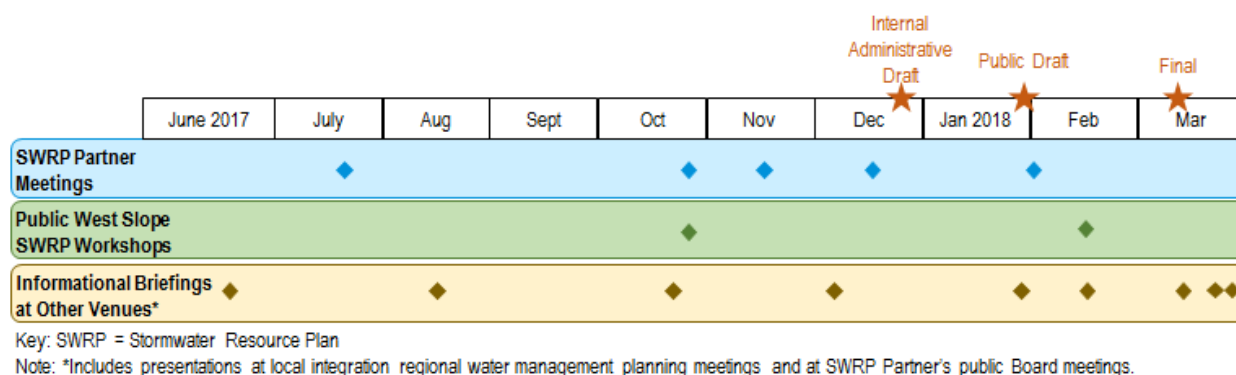 Internal
Administrative
Draft
Public Draft
Final
June 2017 July Aug Sept Oct Nov Dec Jan 2018 Feb Mar
SWRP Partner
Meetings
Public West Slope
SWRP Workshops
Informational Briefings
at Other Venues*
Key: SWRP = Stormwater Resource Plan
Note: *Includes presentations at local integration regional water management planning meetings and at SWRP Partner's public Board meetings.